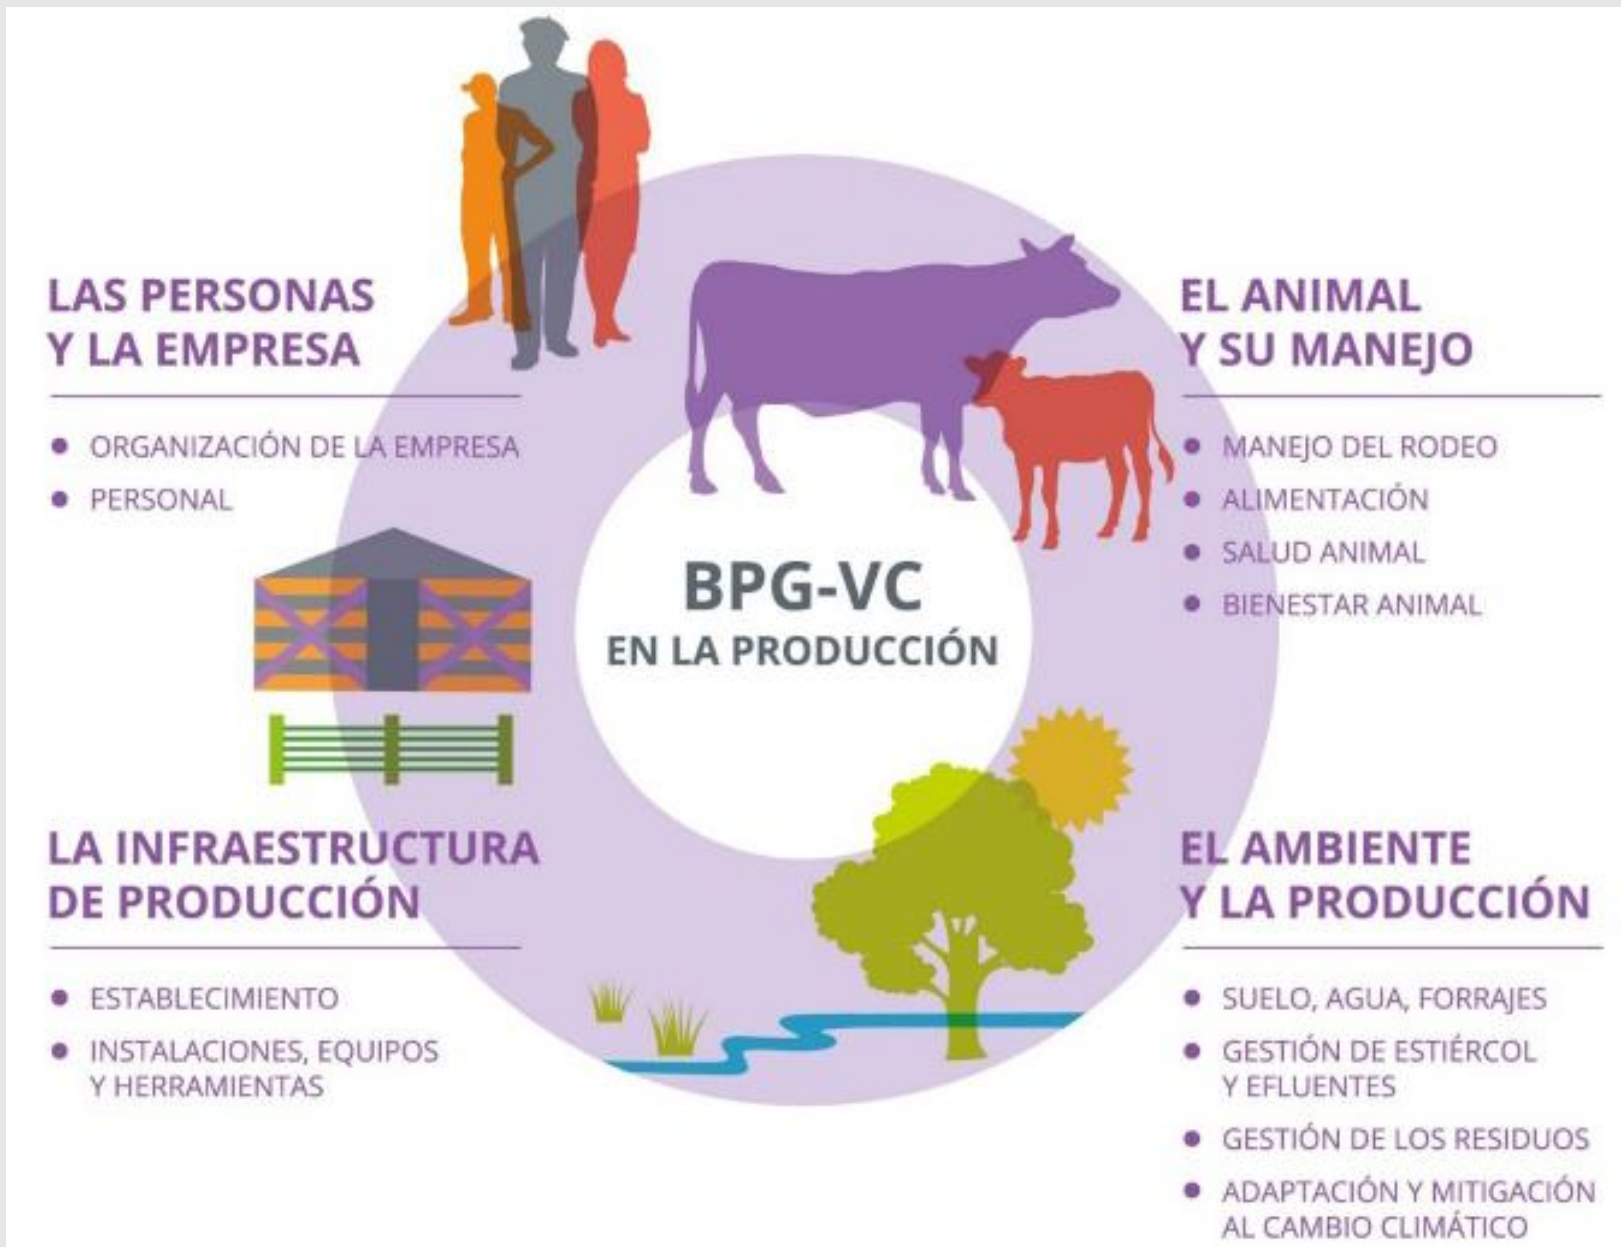 LAS PERSONAS
Y LA EMPRESA
● ORGANIZACIÓN DE LA EMPRESA
● PERSONAL
EL ANIMAL
Y SU MANEJO
● MANEJO DEL RODEO
● ALIMENTACIÓN
● SALUD ANIMAL
● BIENESTAR ANIMAL
BPG-VC
EN LA PRODUCCIÓN
LA INFRAESTRUCTURA
DE PRODUCCIÓN
● ESTABLECIMIENTO
● INSTALACIONES, EQUIPOS
Y HERRAMIENTAS
EL AMBIENTE
Y LA PRODUCCIÓN
● SUELO, AGUA, FORRAJES
● GESTIÓN DE ESTIÉRCOL
Y EFLUENTES
● GESTIÓN DE LOS RESIDUOS
● ADAPTACIÓN Y MITIGACIÓN
AL CAMBIO CLIMÁTICO